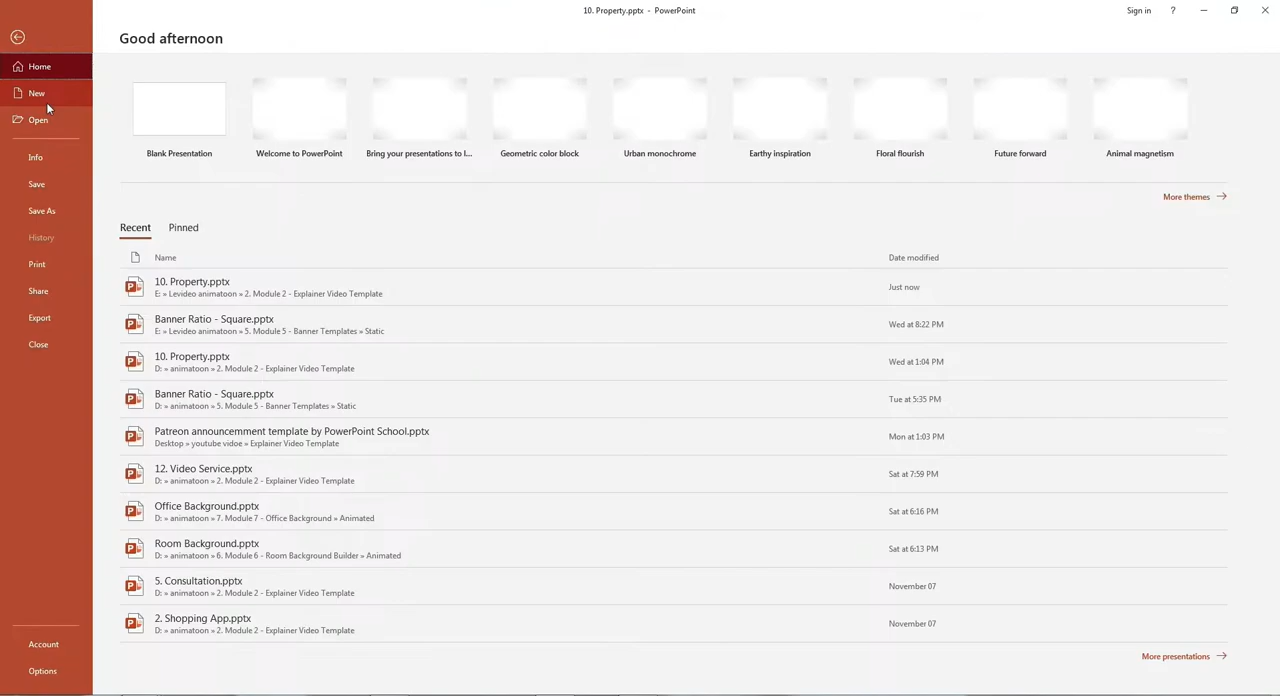 10. Property.pptx - PowerPoint
Sign in ?
Good afternoon
Home
New
Open
Info
Save
Save As
History
Print
Share
Export
Close
Account
Options
Blank Presentation
Welcome to PowerPoint
Bring your presentations to l...
Geometric color block
Urban monochrome
Earthy inspiration
Floral flourish
Future forward
Animal magnetism
More themes
Recent Pinned
Name Date modified
10. Property.pptx
E: » Levideo animatoon » 2. Module 2 - Explainer Video Template
Just now
Banner Ratio - Square.pptx
E: » Levideo animatoon » 5. Module 5 - Banner Templates » Static
Wed at 8:22 PM
10. Property.pptx
D: » animatoon » 2. Module 2 - Explainer Video Template
Wed at 1:04 PM
Banner Ratio - Square.pptx
D: » animatoon » 5. Module 5 - Banner Templates » Static
Tue at 5:35 PM
Patreon announcemment template by PowerPoint School.pptx
Desktop » youtube vidoe » Explainer Video Template
Mon at 1:03 PM
12. Video Service.pptx
D: » animatoon » 2. Module 2 - Explainer Video Template
Sat at 7:59 PM
Office Background.pptx
D: » animatoon » 7. Module 7 - Office Background » Animated
Sat at 6:16 PM
Room Background.pptx
D: » animatoon » 6. Module 6 - Room Background Builder » Animated
Sat at 6:13 PM
5. Consultation.pptx
D: » animatoon » 2. Module 2 - Explainer Video Template
November 07
2. Shopping App.pptx
D: » animatoon » 2. Module 2 - Explainer Video Template
November 07
More presentations